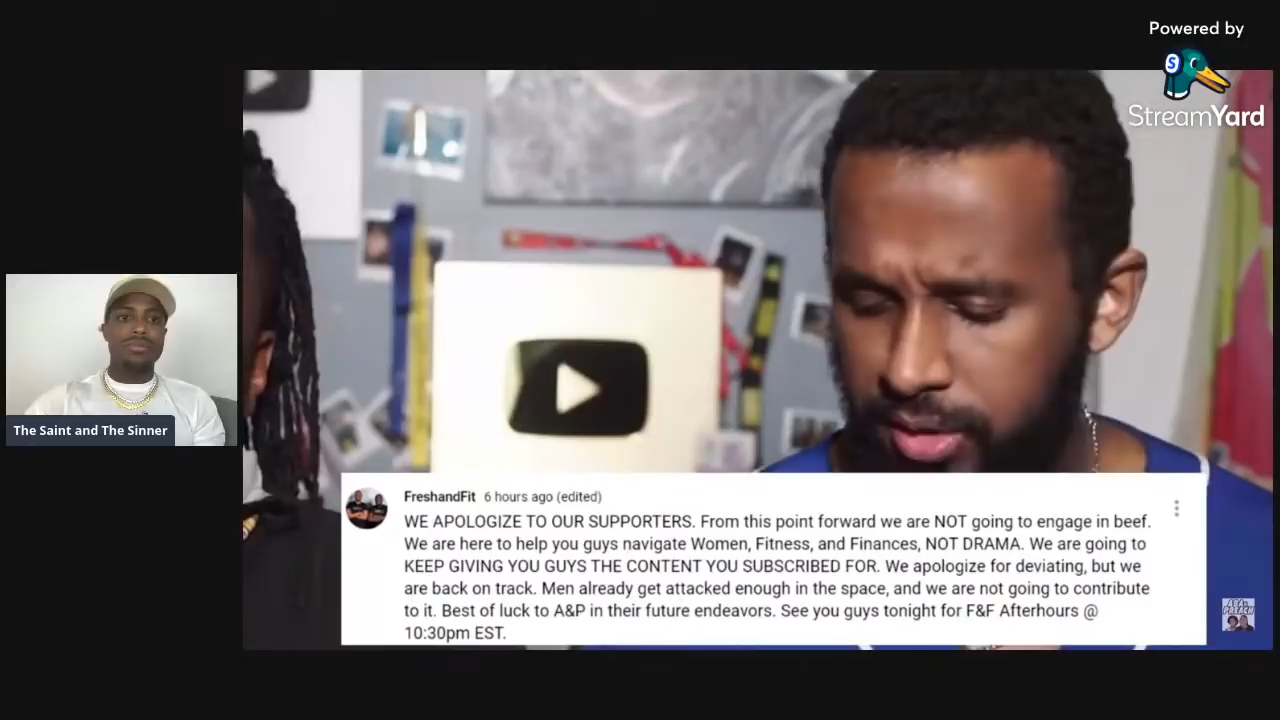 Powered by
S
StreamYard
The Saint and The Sinner
FreshandFit 6 hours ago (edited)
WE APOLOGIZE TO OUR SUPPORTERS. From this point forward we are NOT going to engage in beef.
We are here to help you guys navigate Women, Fitness, and Finances, NOT DRAMA. We are going to
KEEP GIVING YOU GUYS THE CONTENT YOU SUBSCRIBED FOR. We apologize for deviating, but we
are back on track. Men already get attacked enough in the space, and we are not going to contribute
to it. Best of luck to A&P in their future endeavors. See you guys tonight for F&F Afterhours @
10:30pm EST.
PREACH